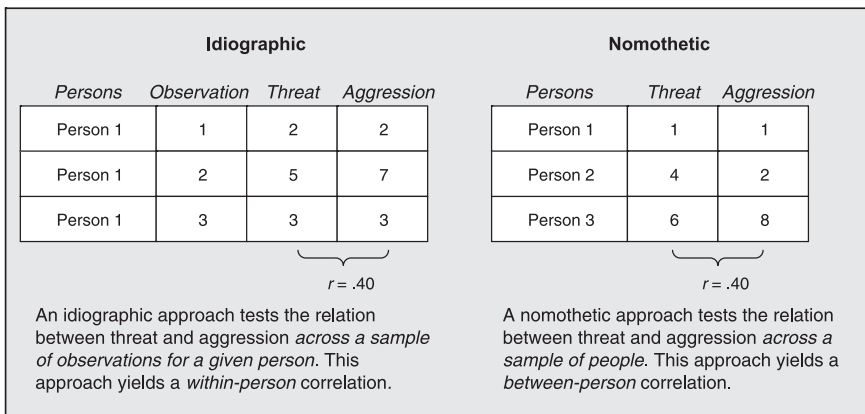 Idiographic
Persons Observation Threat Aggression
Person 1 1 2 2
Person 1 2 5 7
Person 1 3 3 3
r = .40
An idiographic approach tests the relation
between threat and aggression across a sample
of observations for a given person. This
approach yields a within-person correlation.
Nomothetic
Persons Threat Aggression
Person 1 1 1
Person 2 4 2
Person 3 6 8
r = .40
A nomothetic approach tests the relation
between threat and aggression across a
sample of people. This approach yields a
between-person correlation.